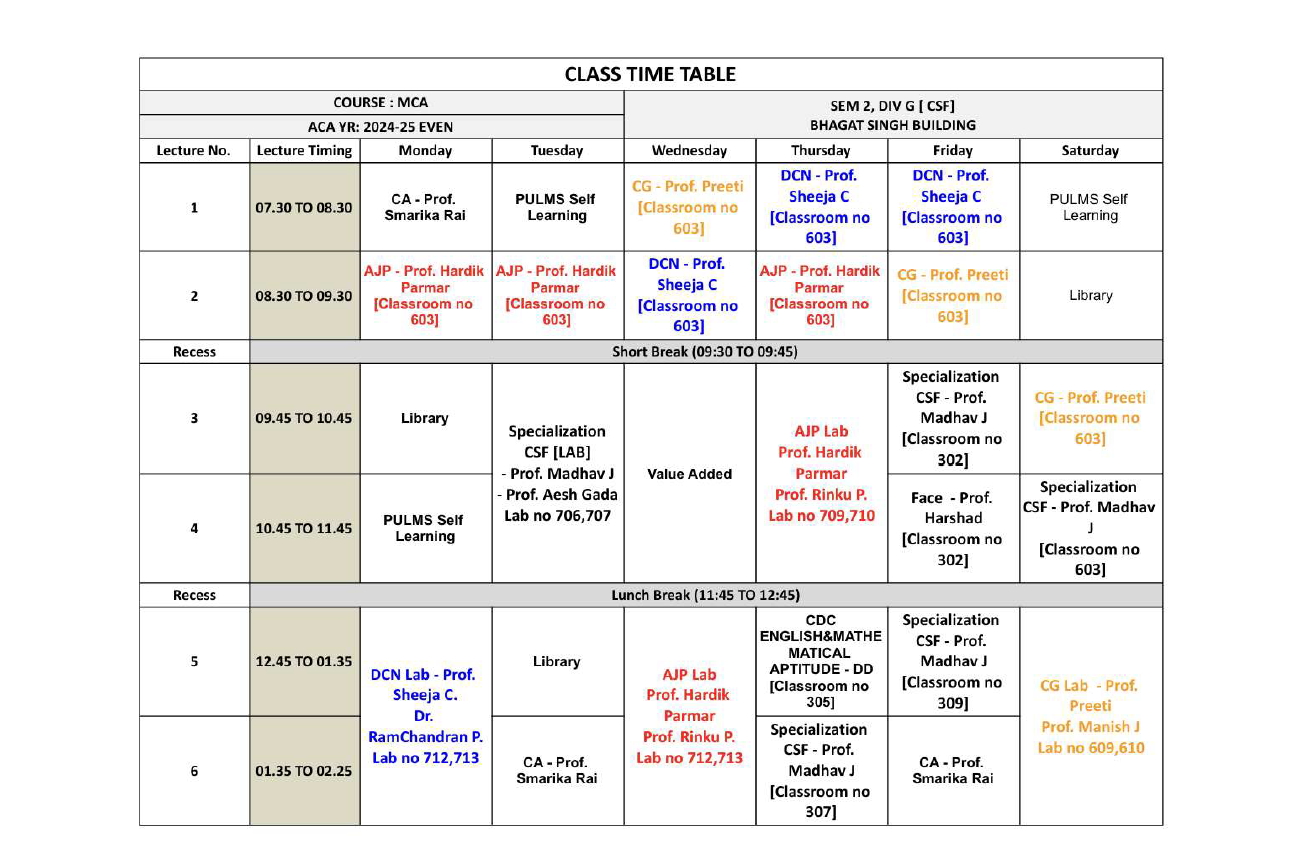 CLASS TIME TABLE
COURSE : MCA
ACA YR: 2024-25 EVEN
SEM 2, DIV G [ CSF]
BHAGAT SINGH BUILDING
Lecture No.
Lecture Timing
Monday
Tuesday
Wednesday
Thursday
Friday
Saturday
1
07.30 TO 08.30
CA - Prof.
Smarika Rai
PULMS Self
Learning
CG - Prof. Preeti
[Classroom no
603]
DCN - Prof.
Sheeja C
[Classroom no
603]
DCN - Prof.
Sheeja C
[Classroom no
603]
PULMS Self
Learning
2
08.30 TO 09.30
AJP - Prof. Hardik
Parmar
[Classroom no
603]
AJP - Prof. Hardik
Parmar
[Classroom no
603]
DCN - Prof.
Sheeja C
[Classroom no
603]
AJP - Prof. Hardik
Parmar
[Classroom no
603]
CG - Prof. Preeti
[Classroom no
603]
Library
Recess
Short Break (09:30 TO 09:45)
3
09.45 TO 10.45
Library
Specialization
CSF [LAB]
- Prof. Madhav J
- Prof. Aesh Gada
Lab no 706,707
Value Added
AJP Lab
Prof. Hardik
Parmar
Prof. Rinku P.
Lab no 709,710
Specialization
CSF - Prof.
Madhav J
[Classroom no
302]
CG - Prof. Preeti
[Classroom no
603]
4
10.45 TO 11.45
PULMS Self
Learning
Face  - Prof.
Harshad
[Classroom no
302]
Specialization
CSF - Prof. Madhav
J
[Classroom no
603]
Recess
Lunch Break (11:45 TO 12:45)
5
12.45 TO 01.35
DCN Lab - Prof.
Sheeja C.
Dr.
RamChandran P.
Lab no 712,713
Library
AJP Lab
Prof. Hardik
Parmar
Prof. Rinku P.
Lab no 712,713
CDC
ENGLISH&MATHE
MATICAL
APTITUDE - DD
[Classroom no
305]
Specialization
CSF - Prof.
Madhav J
[Classroom no
309]
CG Lab  - Prof.
Preeti
Prof. Manish J
Lab no 609,610
6
01.35 TO 02.25
CA - Prof.
Smarika Rai
Specialization
CSF - Prof.
Madhav J
[Classroom no
307]
CA - Prof.
Smarika Rai